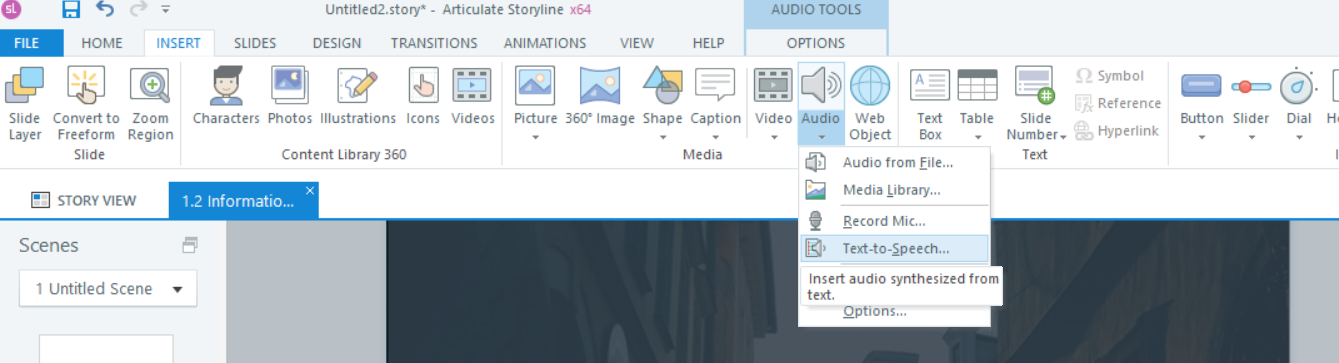 sl
Untitled2.story* - Articulate Storyline x64
AUDIO TOOLS
FILE HOME INSERT SLIDES DESIGN TRANSITIONS ANIMATIONS VIEW HELP OPTIONS
Slide Layer
Convert to Freeform
Zoom Region
Slide
Characters
Photos
Illustrations
Icons
Videos
Content Library 360
Picture
360° Image
Shape
Caption
Video
Audio
Web Object
Media
Text Box
A
Table
Slide Number
#
Ω Symbol
Reference
Hyperlink
Text
Button
Slider
Dial
Audio from File...
Media Library...
Record Mic...
Text-to-Speech...
Insert audio synthesized from
text.
Options...
STORY VIEW
1.2 Informatio...
Scenes
1 Untitled Scene